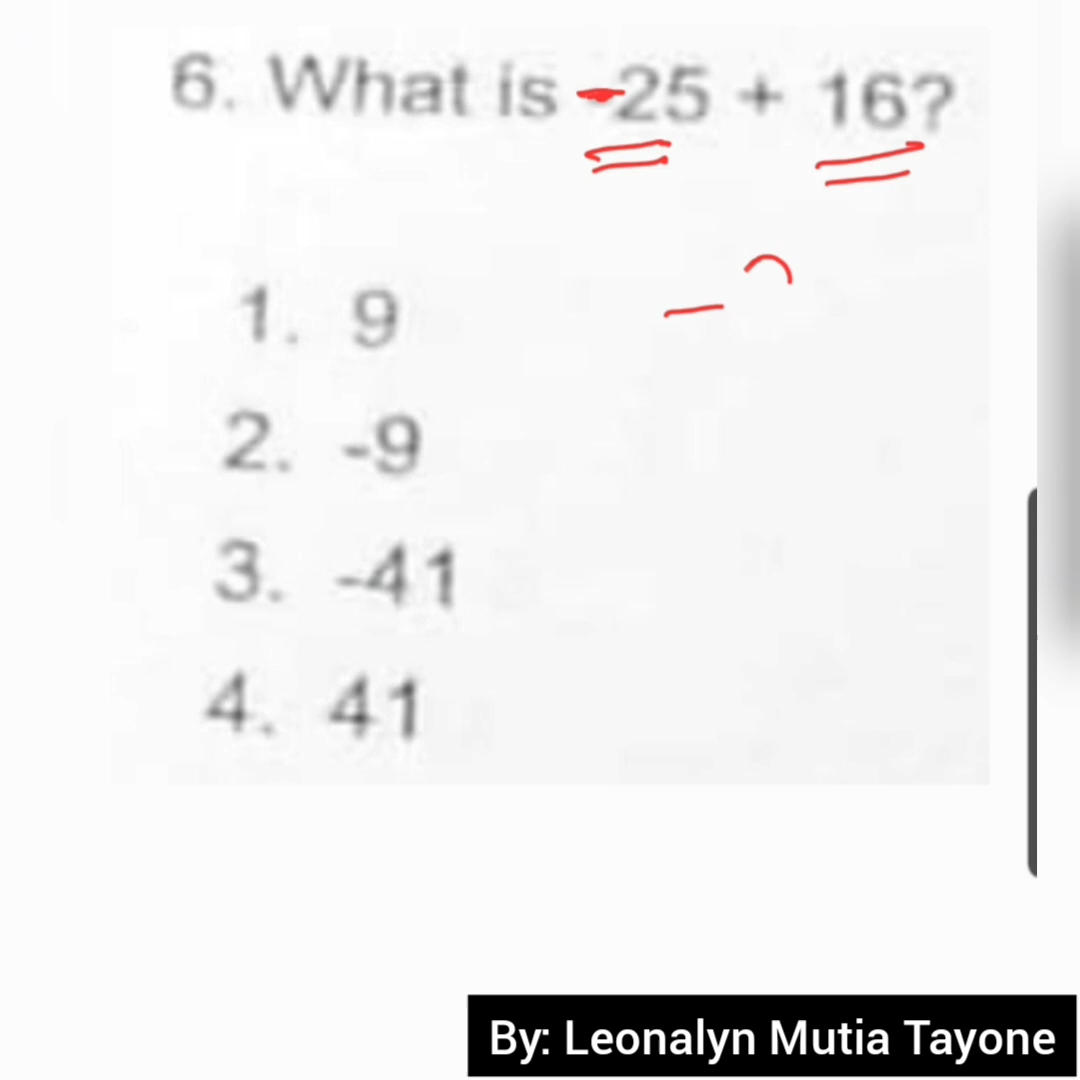 6. What is -25 + 16?
1. 9
2. -9
3. -41
4. 41
By: Leonalyn Mutia Tayone